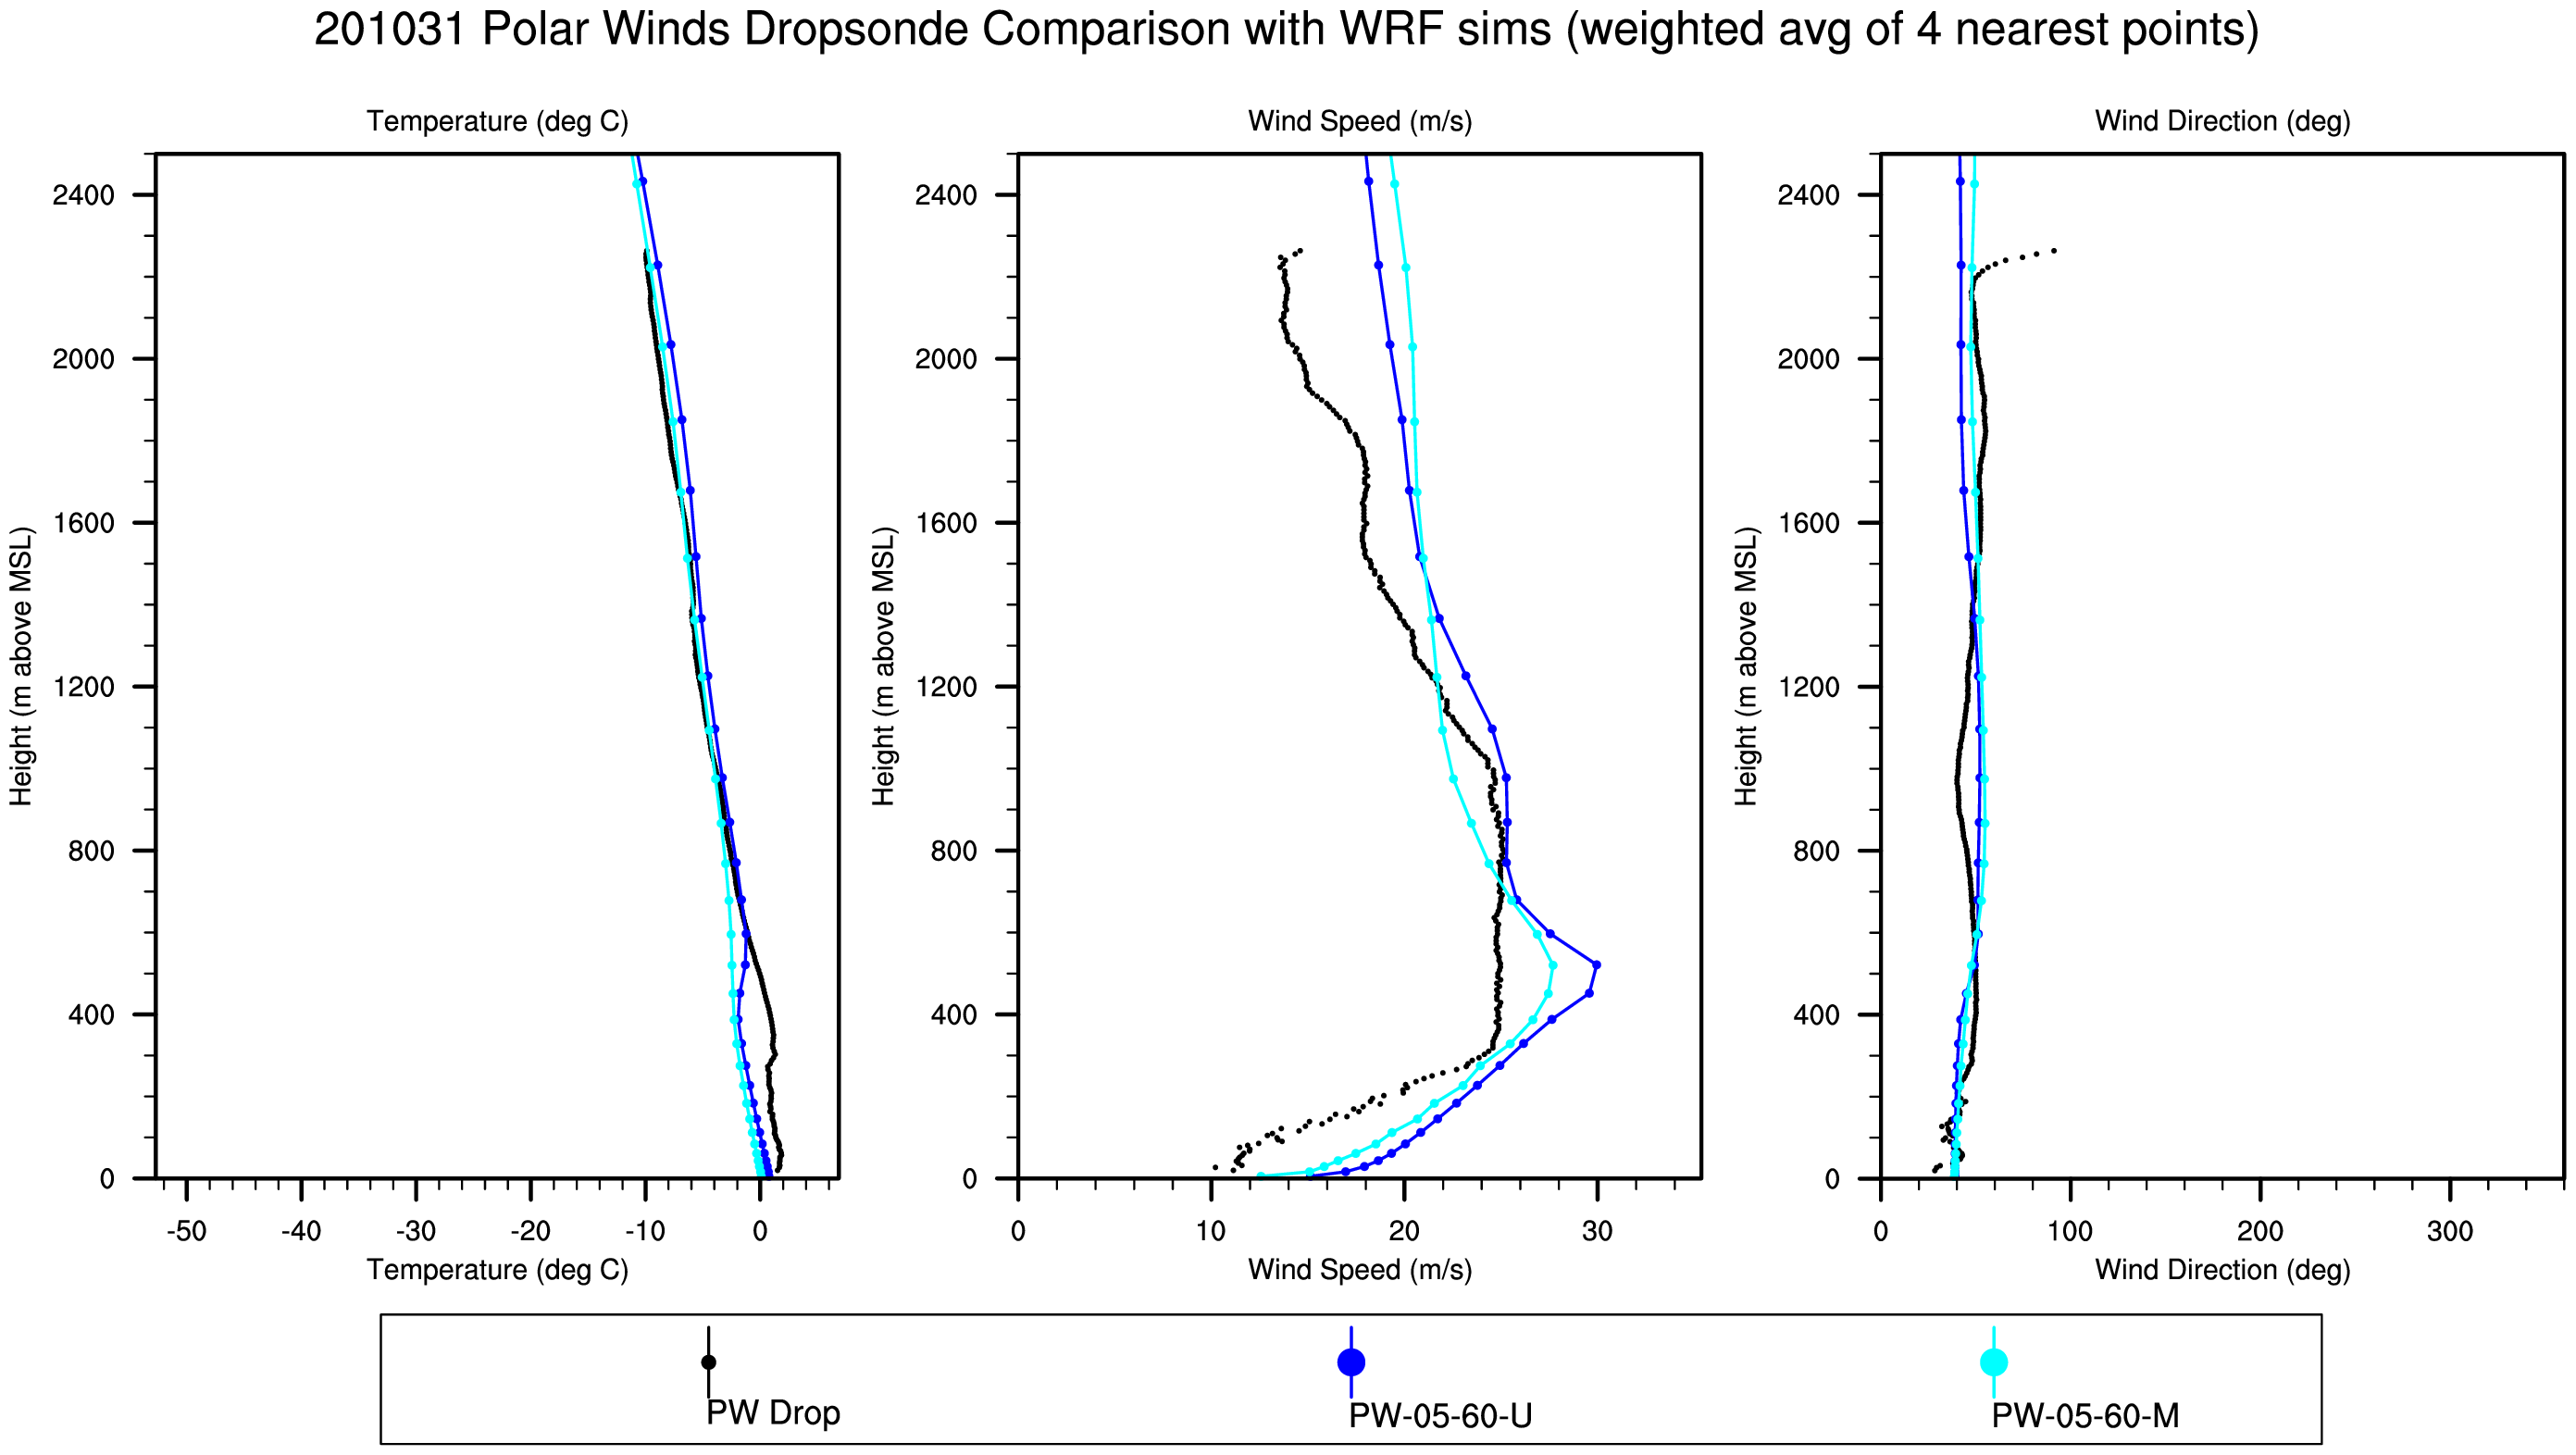 201031 Polar Winds Dropsonde Comparison with WRF sims (weighted avg of 4 nearest points)
Temperature (deg C)
Wind Speed (m/s)
Wind Direction (deg)
2400
2000
1600
1200
800
400
0
Height (m above MSL)
-50 -40 -30 -20 -10 0
Temperature (deg C)
2400
2000
1600
1200
800
400
0
Height (m above MSL)
0 10 20 30
Wind Speed (m/s)
2400
2000
1600
1200
800
400
0
Height (m above MSL)
0 100 200 300
Wind Direction (deg)
PW Drop
PW-05-60-U
PW-05-60-M